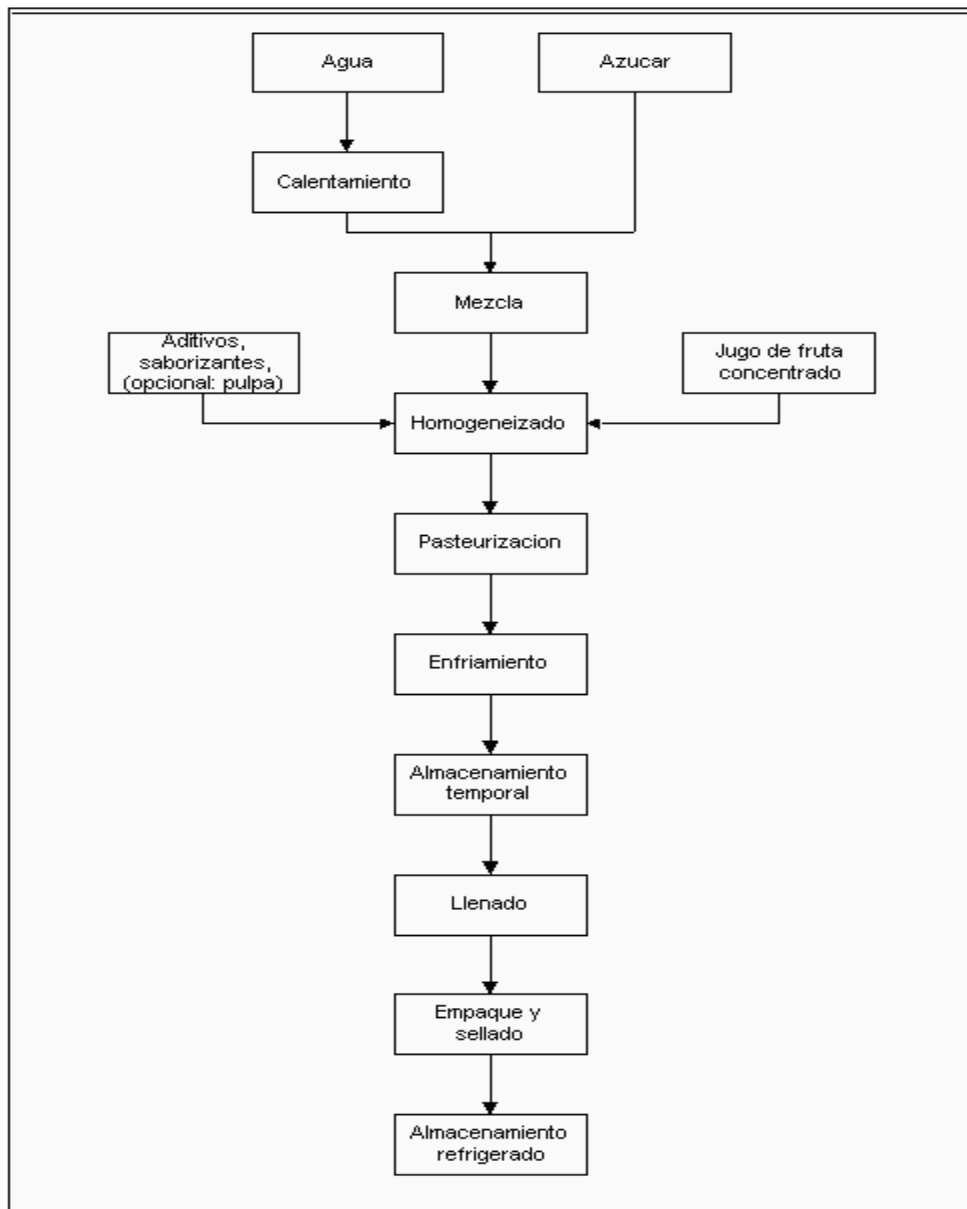 Agua
Azucar
Calentamiento
Mezcla
Aditivos,
saborizantes,
(opcional: pulpa)
Jugo de fruta
concentrado
Homogeneizado
Pasteurizacion
Enfriamiento
Almacenamiento
temporal
Llenado
Empaque y
sellado
Almacenamiento
refrigerado